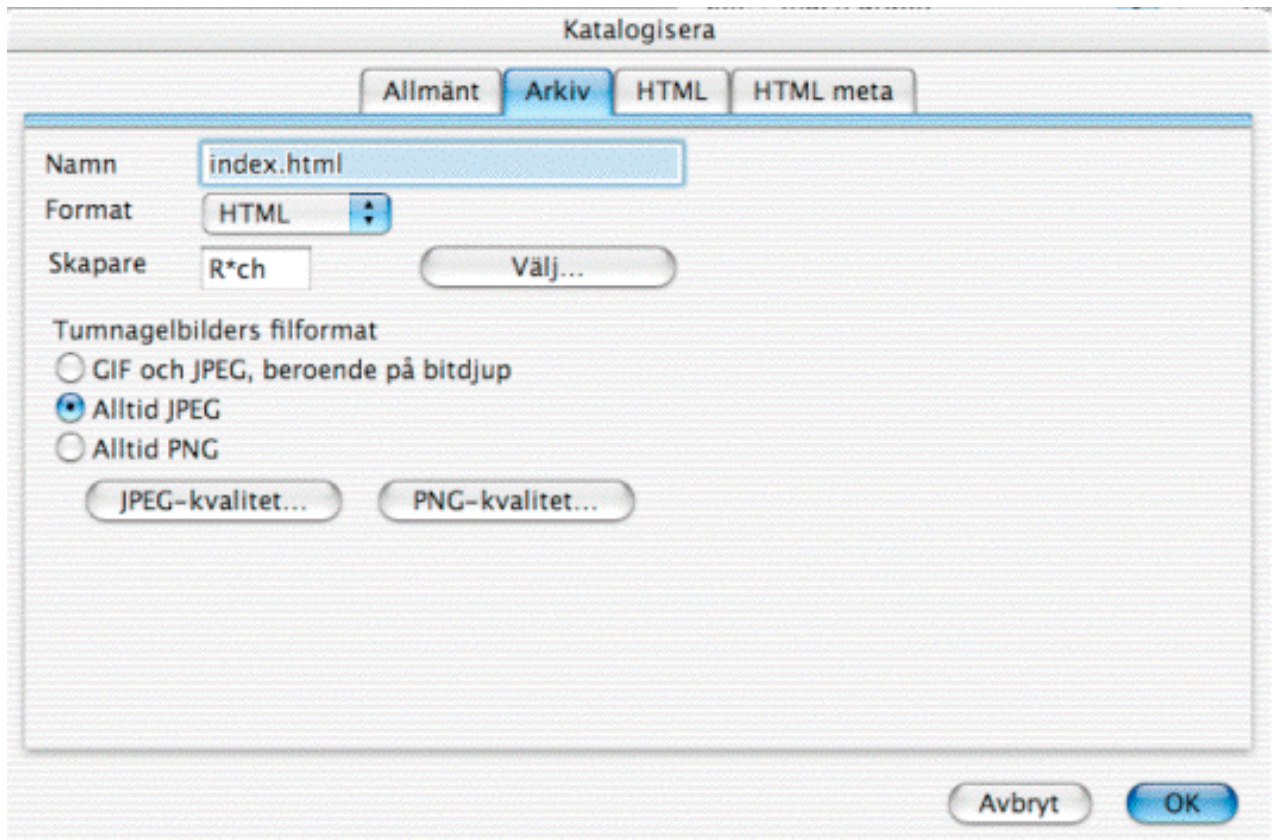 Katalogisera
Allmänt Arkiv HTML HTML meta
Namn index.html
Format HTML
Skapare R*ch Välj...
Tumnagelbilders filformat
GIF och JPEG, beroende på bitdjup
Alltid JPEG
Alltid PNG
JPEG-kvalitet... PNG-kvalitet...
Avbryt OK